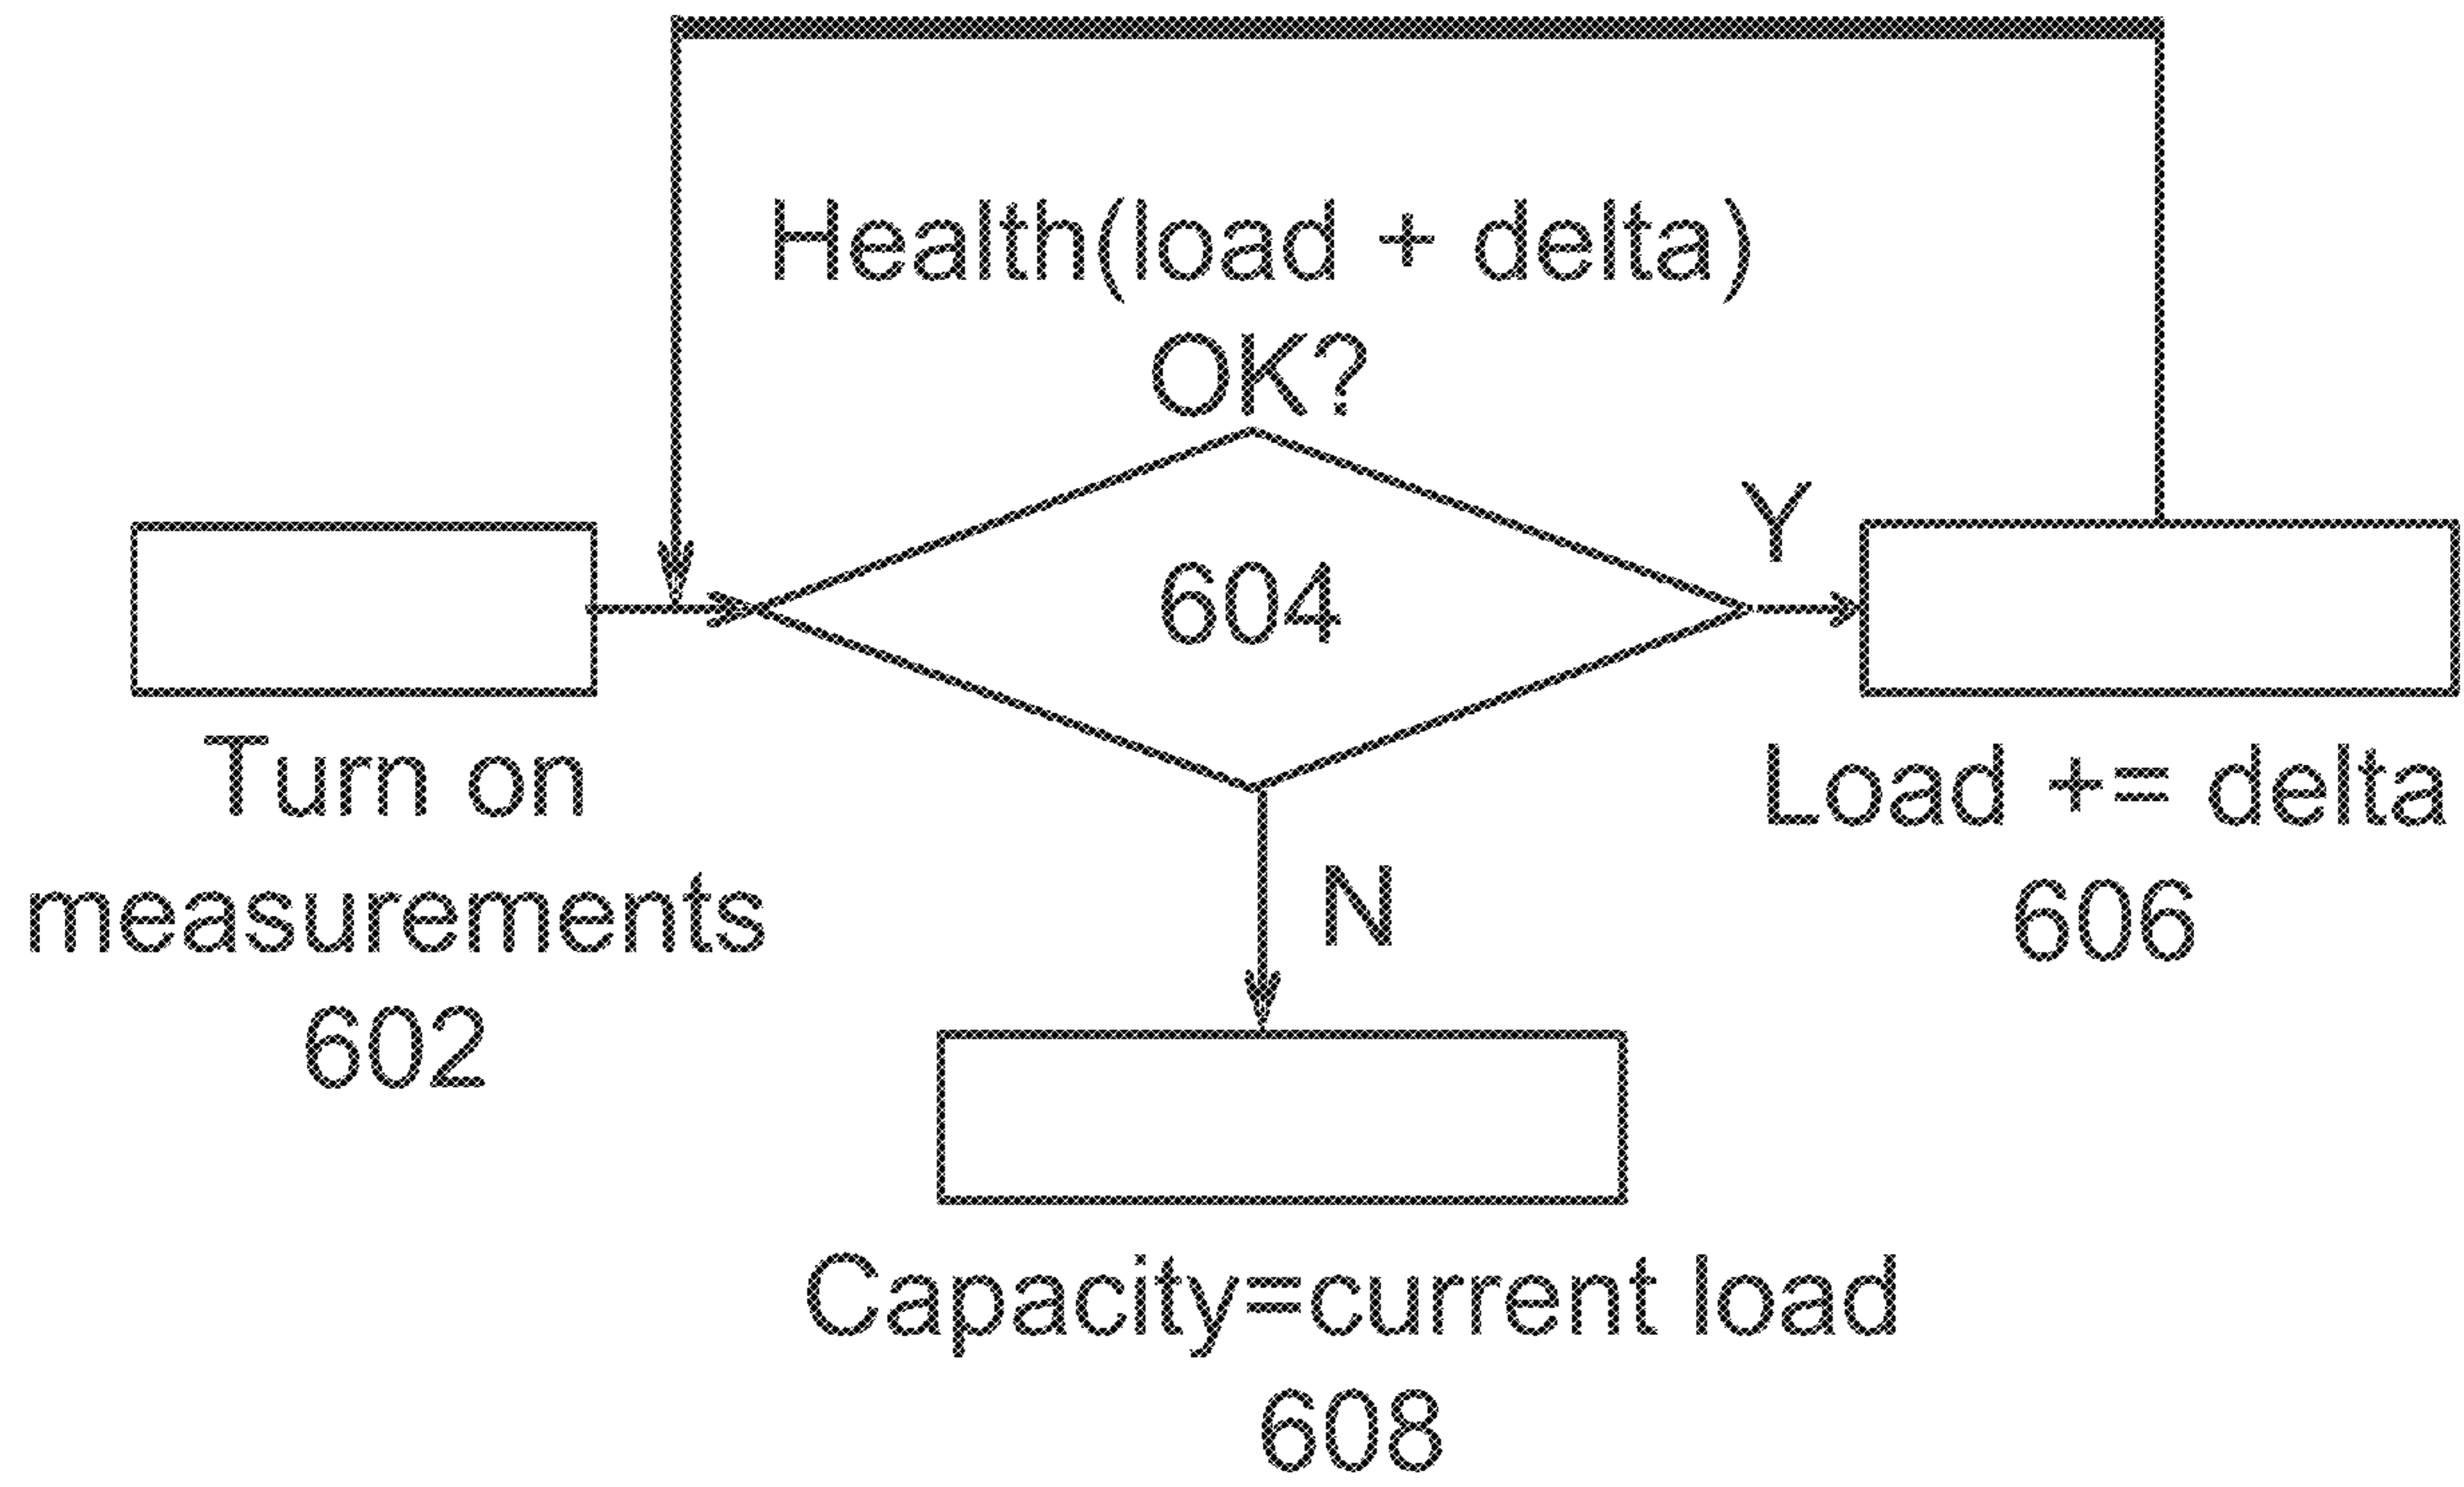 Health(load + delta)
OK?
604
Y
N
Turn on
measurements
602
Load += delta
606
Capacity=current load
608